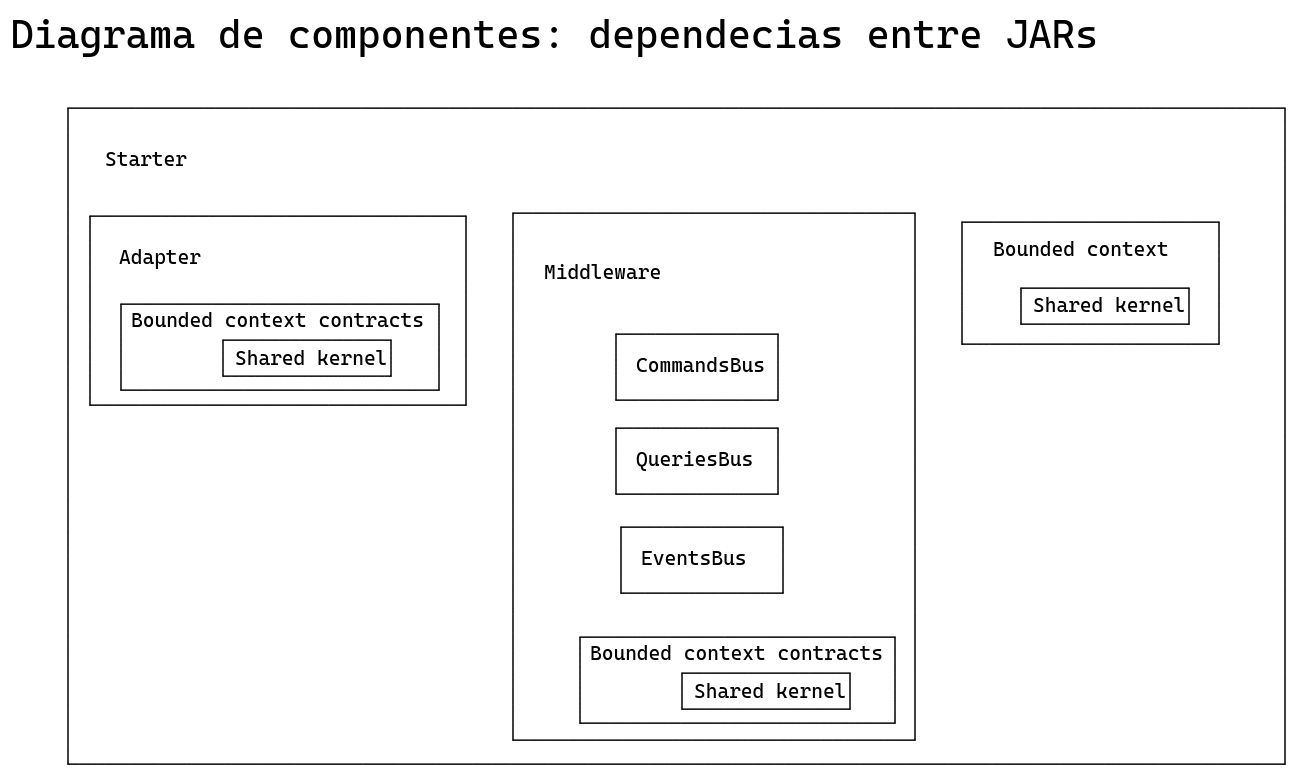 Diagrama de componentes: dependecias entre JARs
Starter
Adapter
Bounded context contracts
Shared kernel
Middleware
CommandsBus
QueriesBus
EventsBus
Bounded context contracts
Shared kernel
Bounded context
Shared kernel